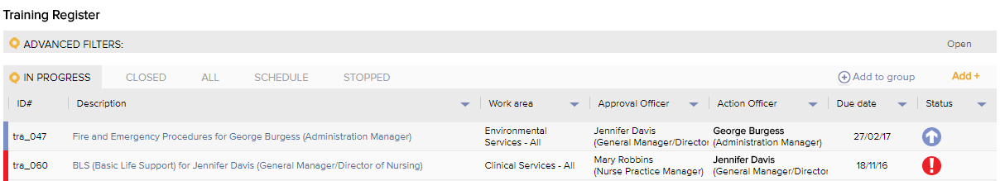 Training Register
ADVANCED FILTERS: Open
IN PROGRESS CLOSED ALL SCHEDULE STOPPED Add to group Add +
ID# Description Work area Approval Officer Action Officer Due date Status
tra_047 Fire and Emergency Procedures for George Burgess (Administration Manager) Environmental Services - All Jennifer Davis (General Manager/Director George Burgess (Administration Manager) 27/02/17
tra_060 BLS (Basic Life Support) for Jennifer Davis (General Manager/Director of Nursing) Clinical Services - All Mary Robbins (Nurse Practice Manager) Jennifer Davis (General Manager/Director 18/11/16